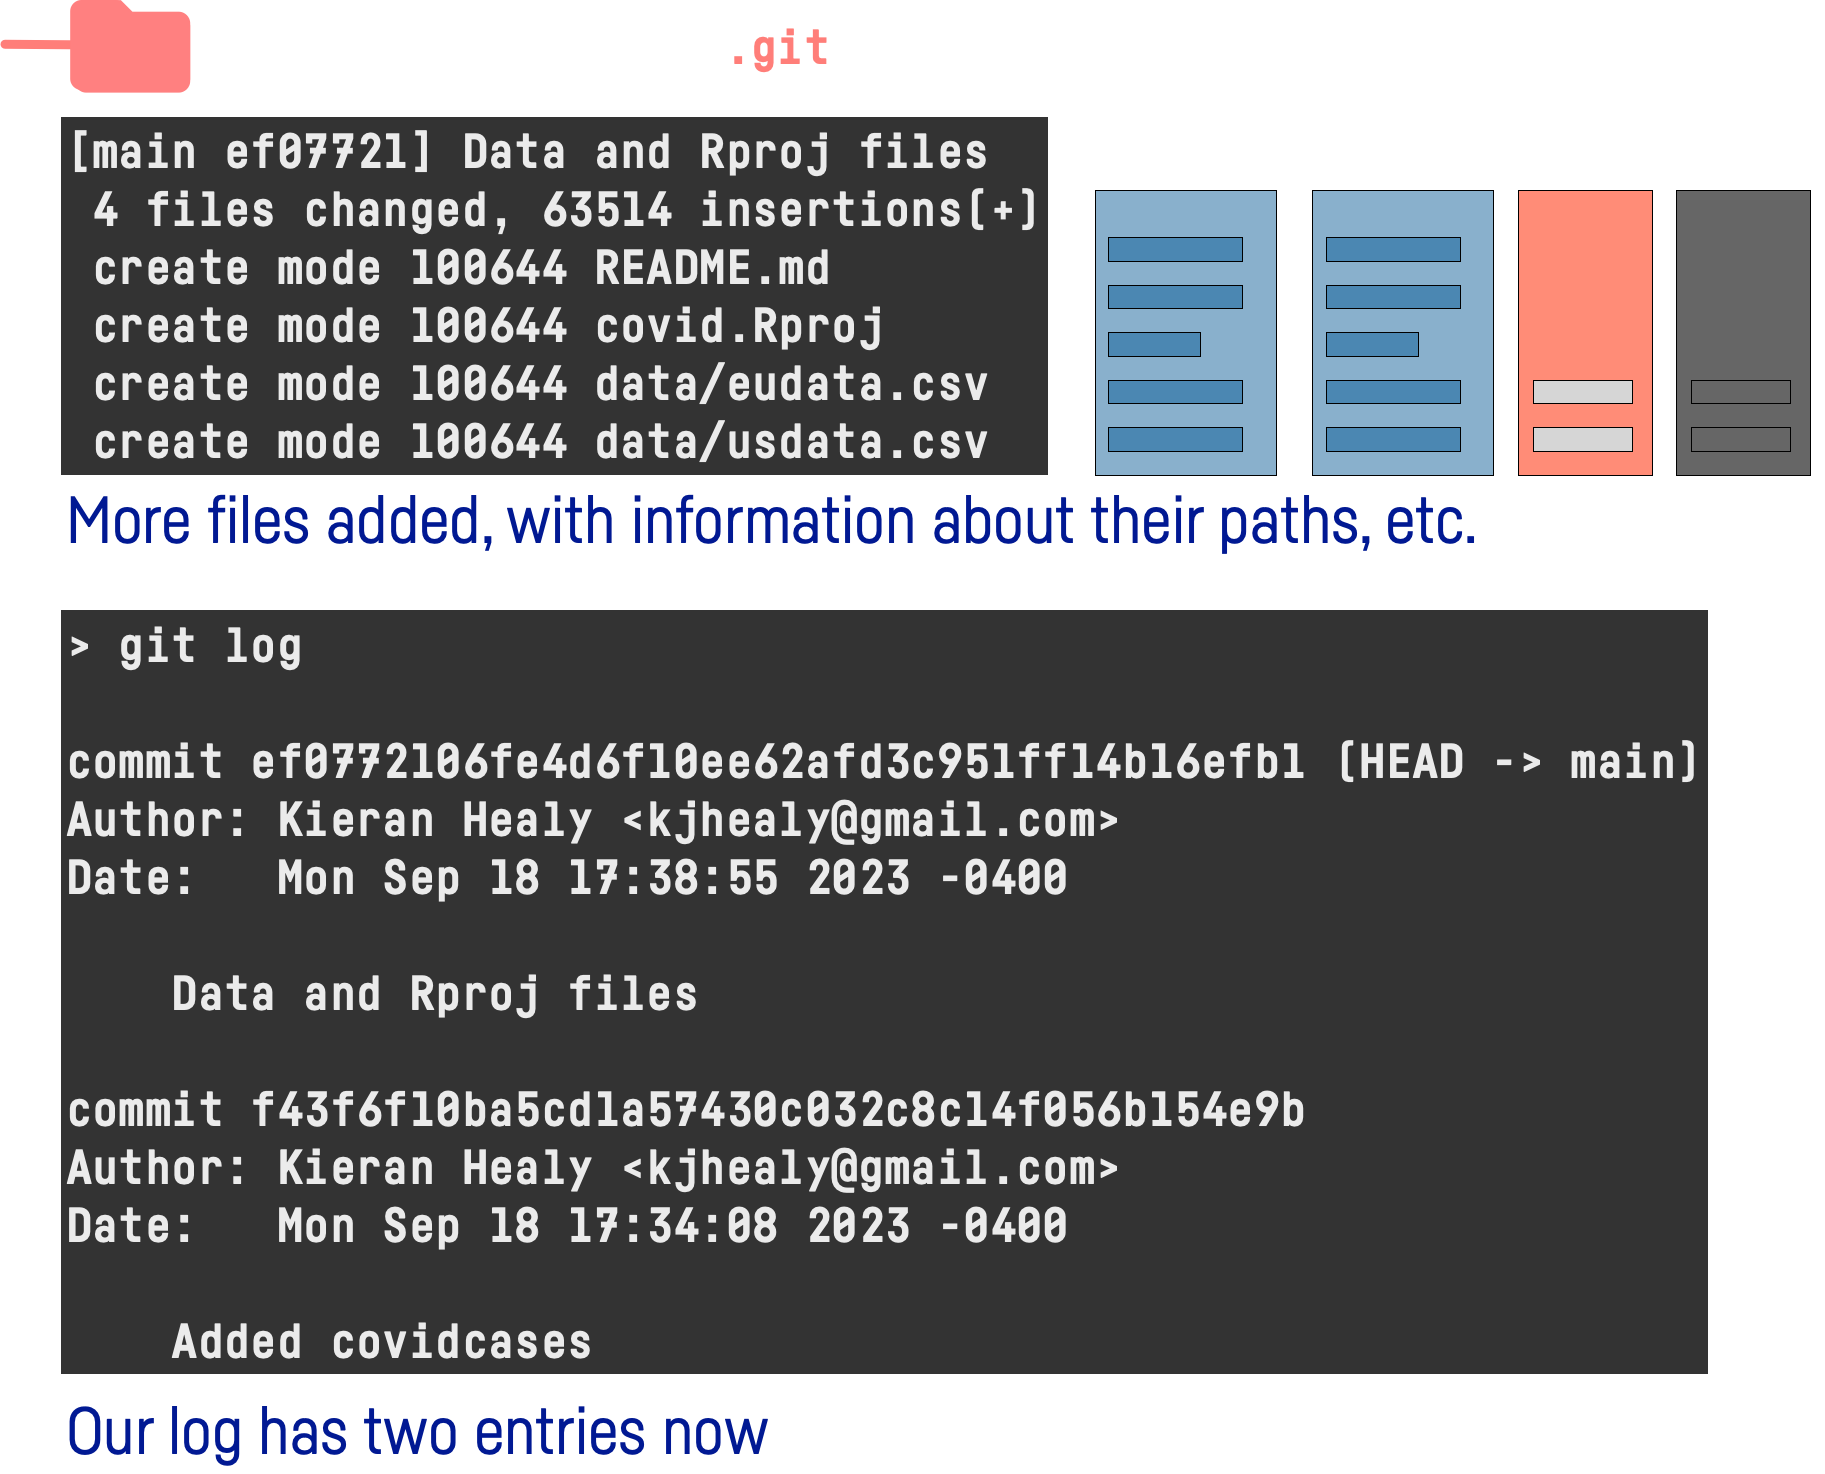 .git
[main ef07721] Data and Rproj files
4 files changed, 63514 insertions(+)
create mode 100644 README.md
create mode 100644 covid.Rproj
create mode 100644 data/eudata.csv
create mode 100644 data/usdata.csv
More files added, with information about their paths, etc.
> git log
commit ef0772106fe4d6f10ee62afd3c951ff14b16efb1 (HEAD -> main)
Author: Kieran Healy <kjhealy@gmail.com>
Date:   Mon Sep 18 17:38:55 2023 -0400
Data and Rproj files
commit f43f6f10ba5cd1a57430c032c8c14f056b154e9b
Author: Kieran Healy <kjhealy@gmail.com>
Date:   Mon Sep 18 17:34:08 2023 -0400
Added covidcases
Our log has two entries now